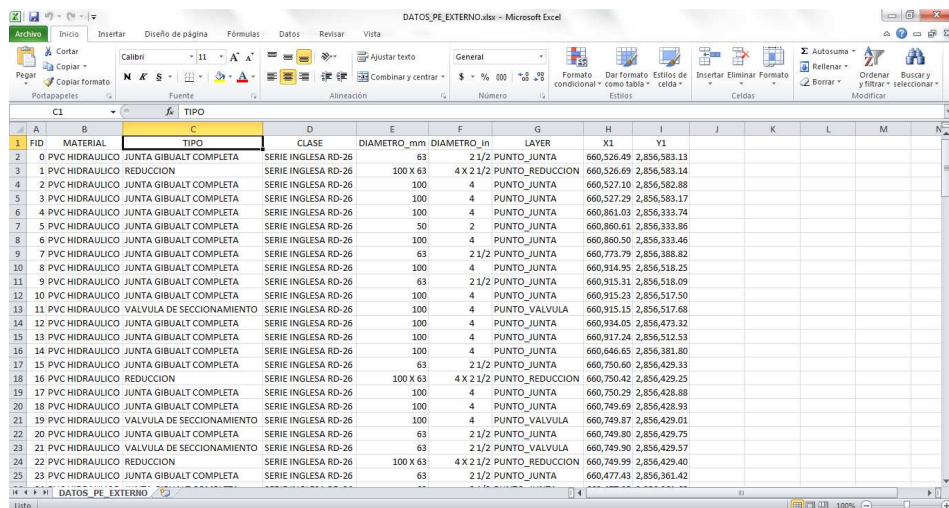 DATOS_PE_EXTERNO.xlsx - Microsoft Excel
Archivo Inicio Insertar Diseño de página Fórmulas Datos Revisar Vista
Pegar
Cortar
Copiar
Copiar formato
Portapapeles
Calibri 11
N K S
Fuente
Ajustar texto
Combinar y centrar
Alineación
General
$ % 000
Número
Formato condicional
Dar formato como tabla
Estilos de celda
Estilos
Insertar Eliminar Formato
Celdas
Autosuma
Rellenar
Borrar
Ordenar y filtrar
Buscar y seleccionar
Modificar
C1 fx TIPO
A B C D E F G H I J K L M N
1 FID MATERIAL TIPO CLASE DIAMETRO_mm DIAMETRO_in LAYER X1 Y1
2 0 PVC HIDRAULICO JUNTA GIBUALT COMPLETA SERIE INGLESA RD-26 63 2 1/2 PUNTO_JUNTA 660,526.49 2,856,583.13
3 1 PVC HIDRAULICO REDUCCION SERIE INGLESA RD-26 100 X 63 4 X 2 1/2 PUNTO_REDUCCION 660,526.69 2,856,583.14
4 2 PVC HIDRAULICO JUNTA GIBUALT COMPLETA SERIE INGLESA RD-26 100 4 PUNTO_JUNTA 660,527.10 2,856,582.88
5 3 PVC HIDRAULICO JUNTA GIBUALT COMPLETA SERIE INGLESA RD-26 100 4 PUNTO_JUNTA 660,527.29 2,856,583.17
6 4 PVC HIDRAULICO JUNTA GIBUALT COMPLETA SERIE INGLESA RD-26 100 4 PUNTO_JUNTA 660,861.03 2,856,333.74
7 5 PVC HIDRAULICO JUNTA GIBUALT COMPLETA SERIE INGLESA RD-26 50 2 PUNTO_JUNTA 660,860.61 2,856,333.86
8 6 PVC HIDRAULICO JUNTA GIBUALT COMPLETA SERIE INGLESA RD-26 100 4 PUNTO_JUNTA 660,860.50 2,856,333.46
9 7 PVC HIDRAULICO JUNTA GIBUALT COMPLETA SERIE INGLESA RD-26 63 2 1/2 PUNTO_JUNTA 660,773.79 2,856,388.82
10 8 PVC HIDRAULICO JUNTA GIBUALT COMPLETA SERIE INGLESA RD-26 100 4 PUNTO_JUNTA 660,914.95 2,856,518.25
11 9 PVC HIDRAULICO JUNTA GIBUALT COMPLETA SERIE INGLESA RD-26 63 2 1/2 PUNTO_JUNTA 660,915.31 2,856,518.09
12 10 PVC HIDRAULICO JUNTA GIBUALT COMPLETA SERIE INGLESA RD-26 100 4 PUNTO_JUNTA 660,915.23 2,856,517.50
13 11 PVC HIDRAULICO VALVULA DE SECCIONAMIENTO SERIE INGLESA RD-26 100 4 PUNTO_VALVULA 660,915.15 2,856,517.68
14 12 PVC HIDRAULICO JUNTA GIBUALT COMPLETA SERIE INGLESA RD-26 100 4 PUNTO_JUNTA 660,934.05 2,856,473.32
15 13 PVC HIDRAULICO JUNTA GIBUALT COMPLETA SERIE INGLESA RD-26 100 4 PUNTO_JUNTA 660,917.24 2,856,512.53
16 14 PVC HIDRAULICO JUNTA GIBUALT COMPLETA SERIE INGLESA RD-26 100 4 PUNTO_JUNTA 660,646.65 2,856,381.80
17 15 PVC HIDRAULICO JUNTA GIBUALT COMPLETA SERIE INGLESA RD-26 63 2 1/2 PUNTO_JUNTA 660,750.60 2,856,429.33
18 16 PVC HIDRAULICO REDUCCION SERIE INGLESA RD-26 100 X 63 4 X 2 1/2 PUNTO_REDUCCION 660,750.42 2,856,429.25
19 17 PVC HIDRAULICO JUNTA GIBUALT COMPLETA SERIE INGLESA RD-26 100 4 PUNTO_JUNTA 660,750.29 2,856,428.88
20 18 PVC HIDRAULICO JUNTA GIBUALT COMPLETA SERIE INGLESA RD-26 100 4 PUNTO_JUNTA 660,749.69 2,856,428.93
21 19 PVC HIDRAULICO VALVULA DE SECCIONAMIENTO SERIE INGLESA RD-26 100 4 PUNTO_VALVULA 660,749.87 2,856,429.01
22 20 PVC HIDRAULICO JUNTA GIBUALT COMPLETA SERIE INGLESA RD-26 63 2 1/2 PUNTO_JUNTA 660,749.80 2,856,429.75
23 21 PVC HIDRAULICO VALVULA DE SECCIONAMIENTO SERIE INGLESA RD-26 63 2 1/2 PUNTO_VALVULA 660,749.90 2,856,429.57
24 22 PVC HIDRAULICO REDUCCION SERIE INGLESA RD-26 100 X 63 4 X 2 1/2 PUNTO_REDUCCION 660,749.99 2,856,429.40
25 23 PVC HIDRAULICO JUNTA GIBUALT COMPLETA SERIE INGLESA RD-26 63 2 1/2 PUNTO_JUNTA 660,477.43 2,856,361.42
DATOS_PE_EXTERNO
Listo 100%